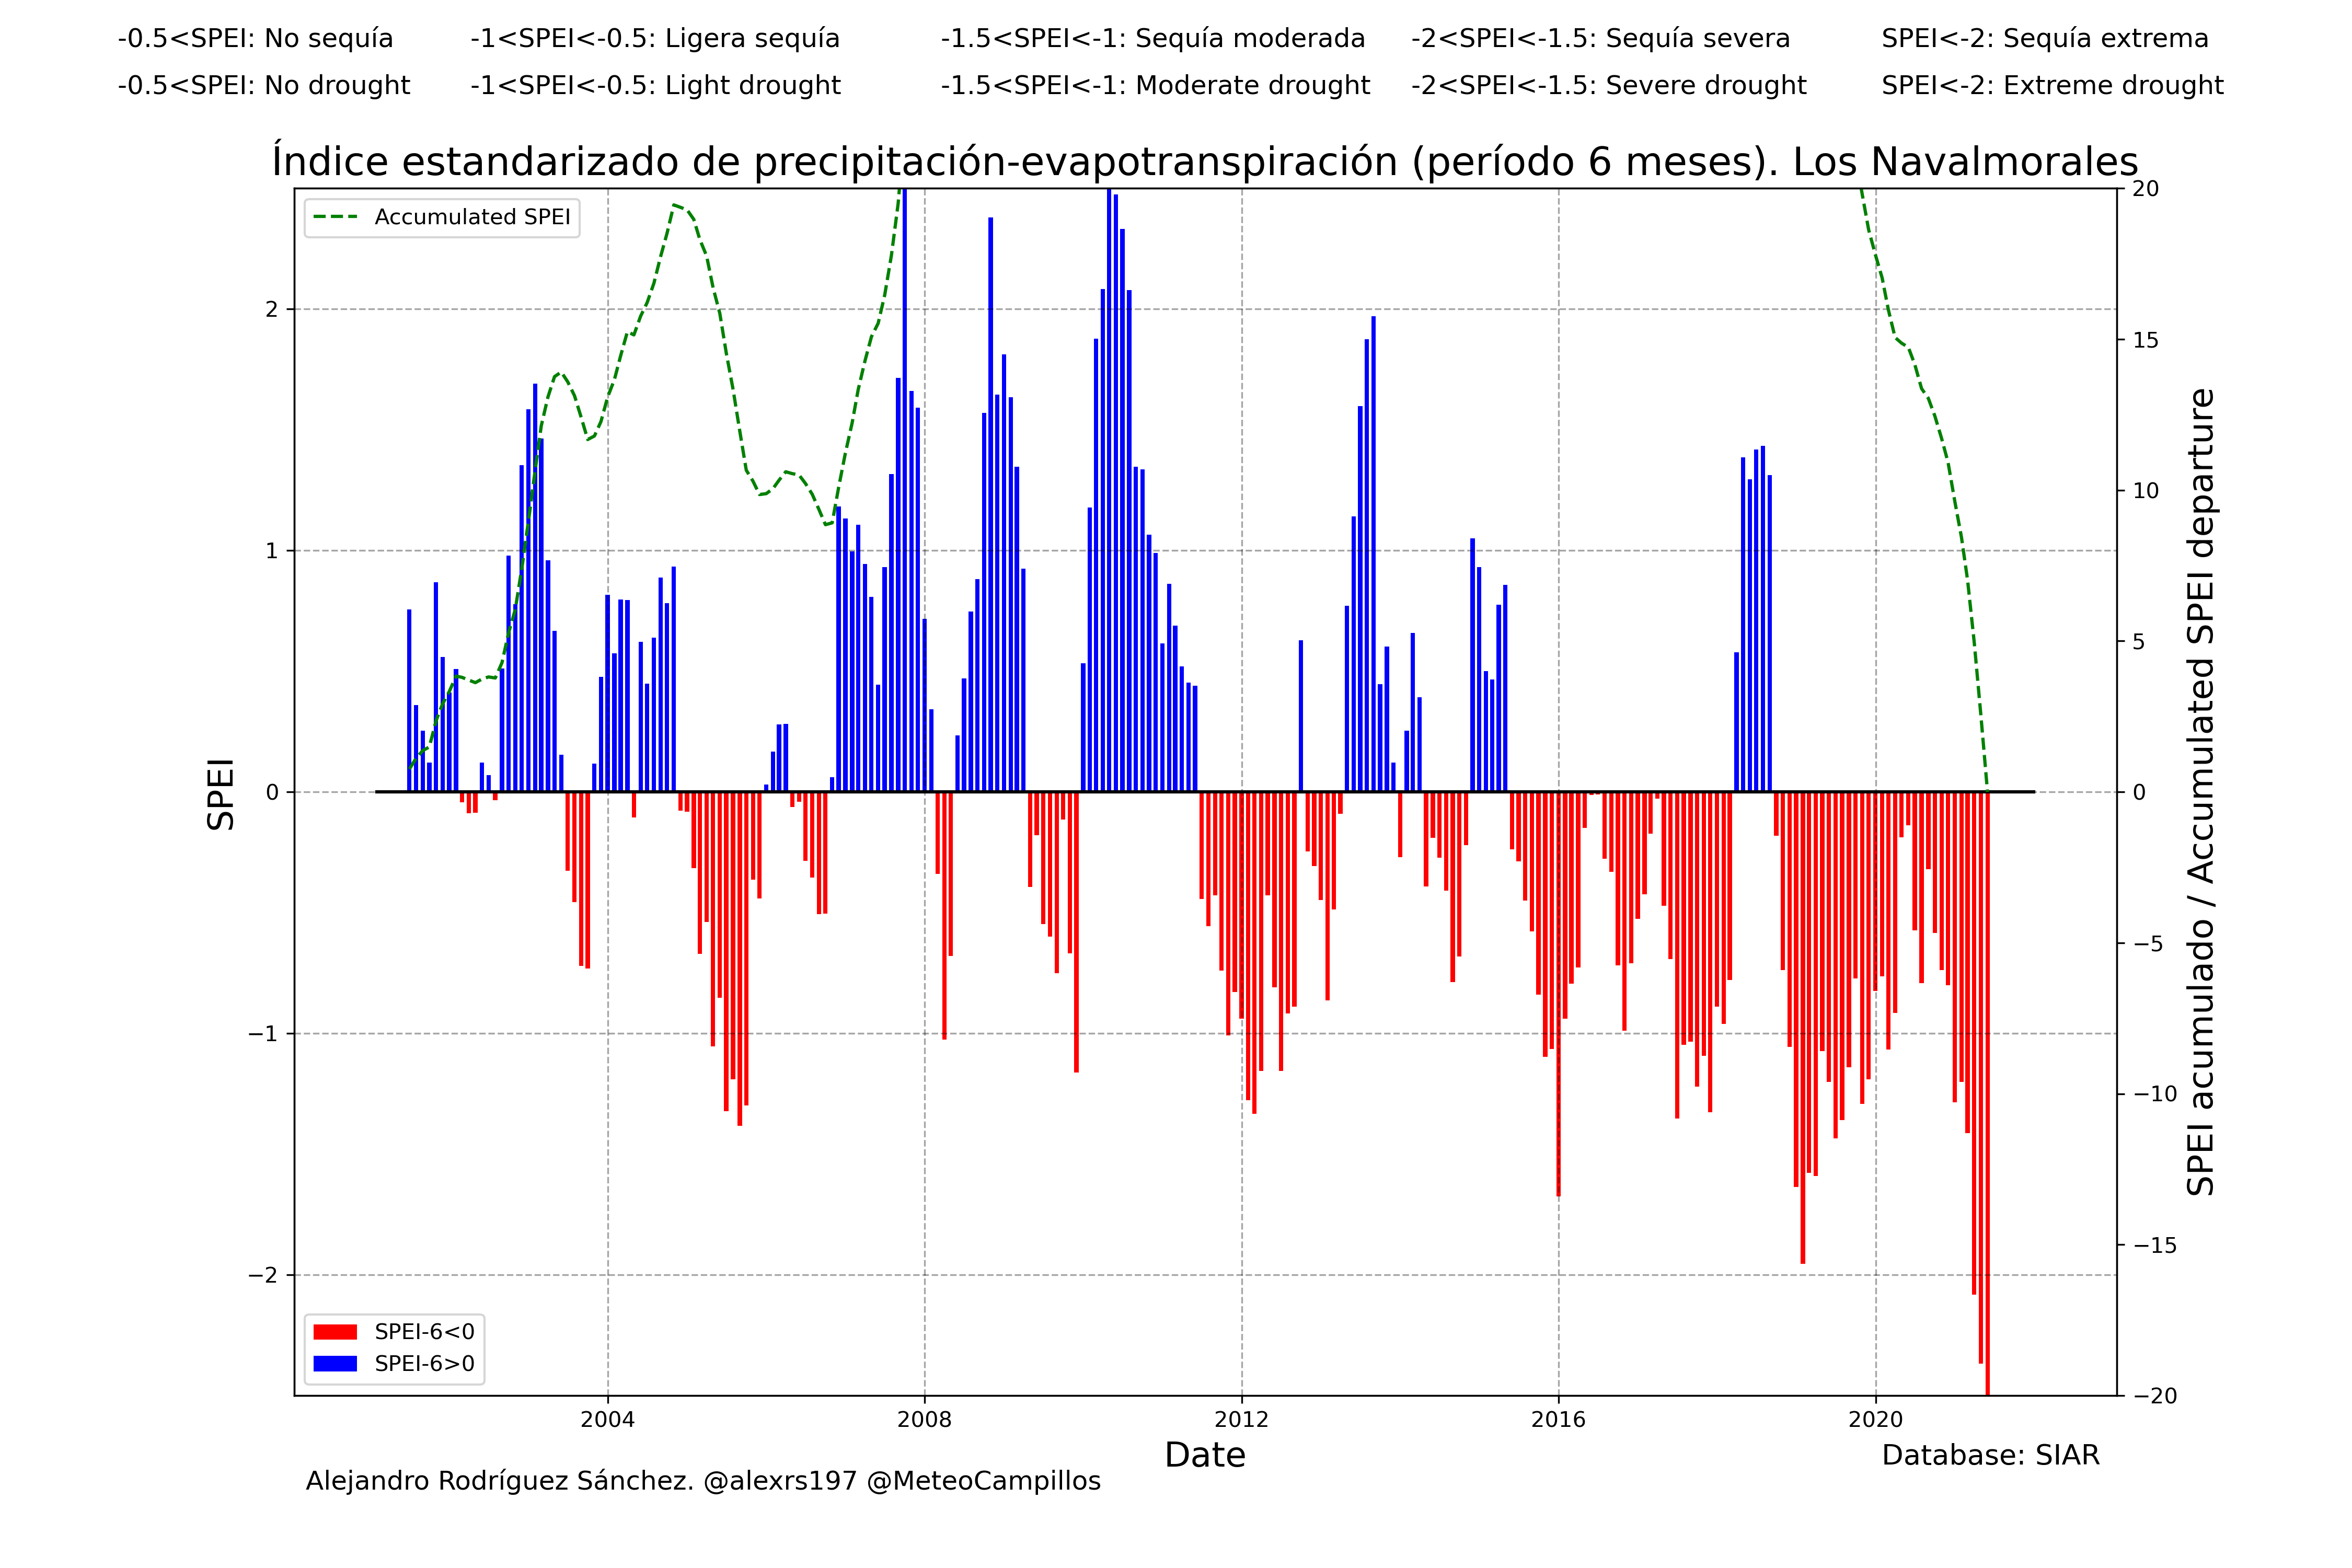 -0.5<SPEI: No sequía -1<SPEI<-0.5: Ligera sequía -1.5<SPEI<-1: Sequía moderada -2<SPEI<-1.5: Sequía severa SPEI<-2: Sequía extrema
-0.5<SPEI: No drought -1<SPEI<-0.5: Light drought -1.5<SPEI<-1: Moderate drought -2<SPEI<-1.5: Severe drought SPEI<-2: Extreme drought
Índice estandarizado de precipitación-evapotranspiración (período 6 meses). Los Navalmorales
Accumulated SPEI
SPEI
2
1
0
−1
−2
20
15
10
5
0
−5
−10
−15
−20
SPEI acumulado / Accumulated SPEI departure
SPEI-6<0
SPEI-6>0
2004 2008 2012 2016 2020
Date
Database: SIAR
Alejandro Rodríguez Sánchez. @alexrs197 @MeteoCampillos